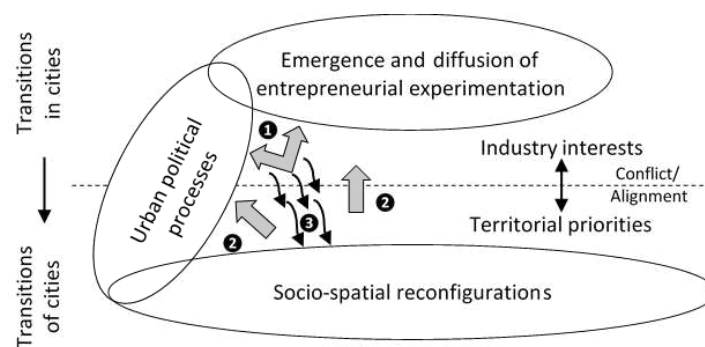 Transitions
in cities
Transitions
of cities
Urban political
processes
Emergence and diffusion of
entrepreneurial experimentation
1
2
3
2
Industry interests
Conflict/
Alignment
Territorial priorities
Socio-spatial reconfigurations